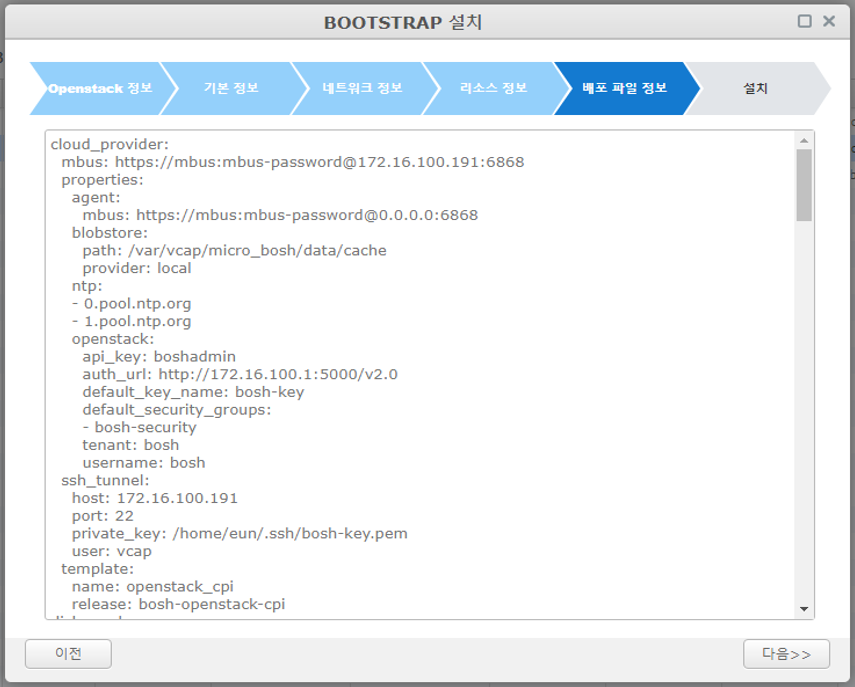 BOOTSTRAP 설치
Openstack 정보
기본 정보
네트워크 정보
리소스 정보
배포 파일 정보
설치
cloud_provider:
mbus: https://mbus:mbus-password@172.16.100.191:6868
properties:
agent:
mbus: https://mbus:mbus-password@0.0.0.0:6868
blobstore:
path: /var/vcap/micro_bosh/data/cache
provider: local
ntp:
- 0.pool.ntp.org
- 1.pool.ntp.org
openstack:
api_key: boshadmin
auth_url: http://172.16.100.1:5000/v2.0
default_key_name: bosh-key
default_security_groups:
- bosh-security
tenant: bosh
username: bosh
ssh_tunnel:
host: 172.16.100.191
port: 22
private_key: /home/eun/.ssh/bosh-key.pem
user: vcap
template:
name: openstack_cpi
release: bosh-openstack-cpi
이전
다음>>